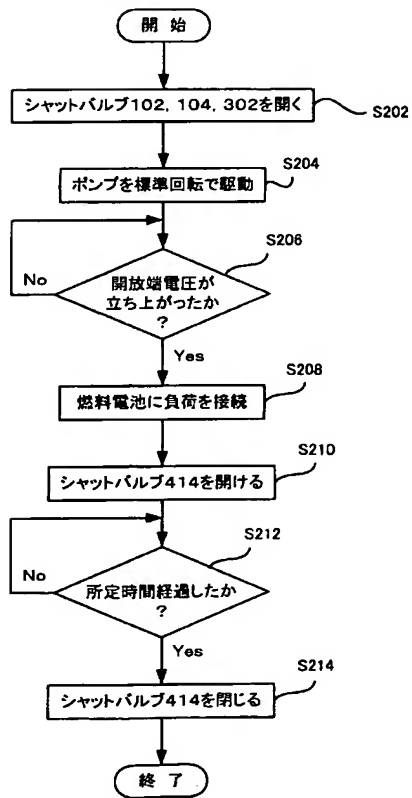 開 始
シャットバルブ102, 104, 302を開く
S202
S204
ポンプを標準回転で駆動
S206
No
開放端電圧が
立ち上がったか
?
Yes
S208
燃料電池に負荷を接続
S210
シャットバルブ414を開ける
S212
No
所定時間経過したか
?
Yes
S214
シャットバルブ414を閉じる
終 了